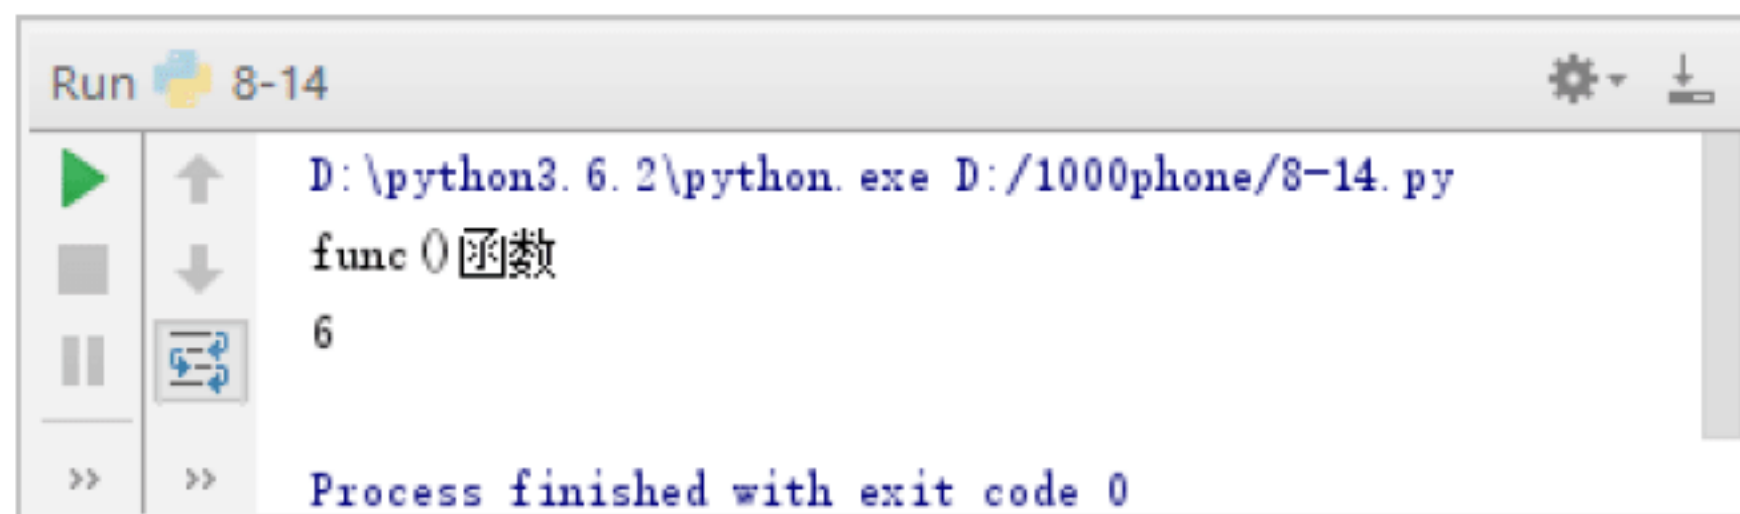 Run 8-14
D:\python3.6.2\python.exe D:/1000phone/8-14.py
func()函数
6
Process finished with exit code 0